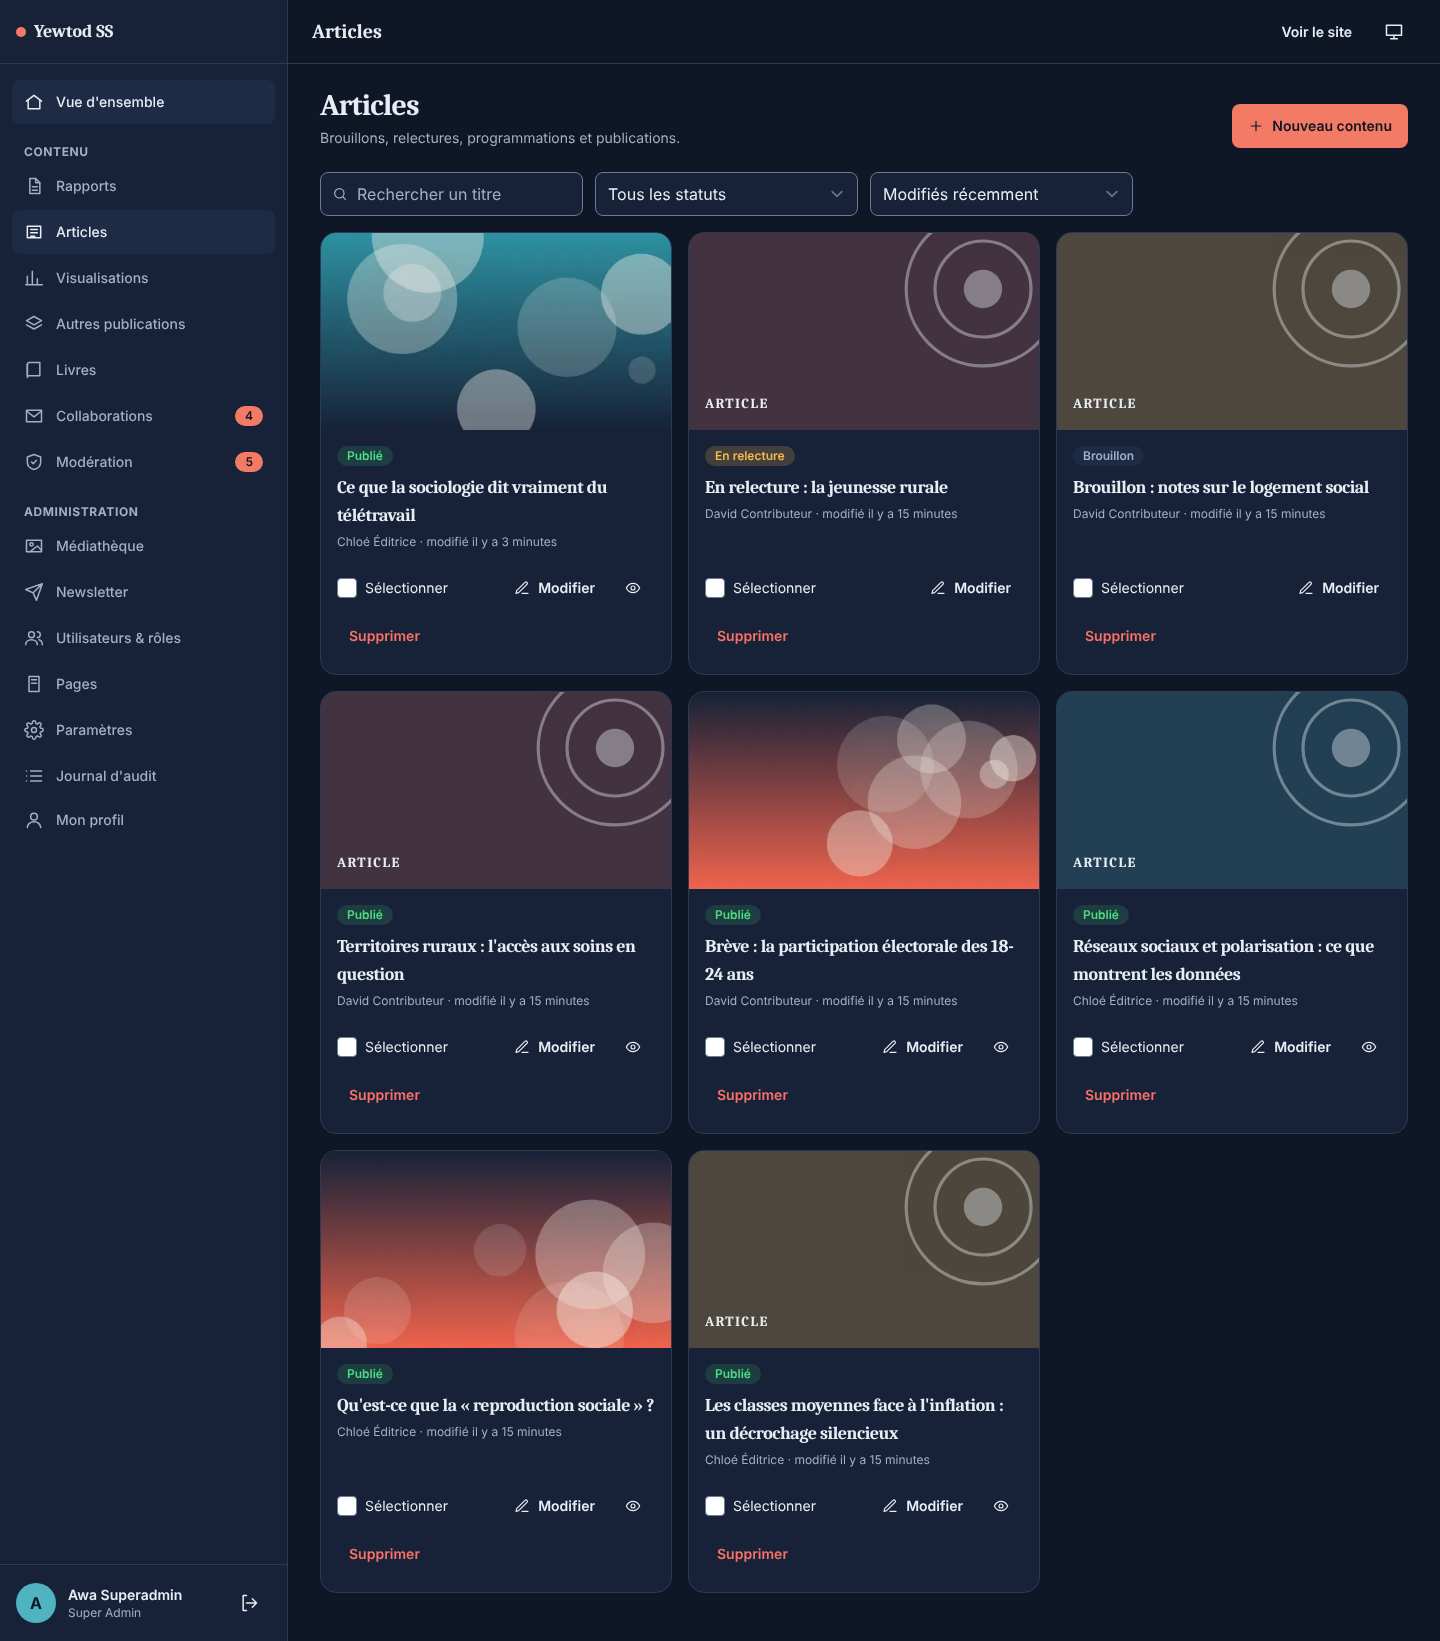 Yewtod SS
Articles
Voir le site
Vue d'ensemble
CONTENU
Rapports
Articles
Visualisations
Autres publications
Livres
Collaborations 4
Modération 5
ADMINISTRATION
Médiathèque
Newsletter
Utilisateurs & rôles
Pages
Paramètres
Journal d'audit
Mon profil
A
Awa Superadmin
Super Admin
Articles
Brouillons, relectures, programmations et publications.
+ Nouveau contenu
Rechercher un titre
Tous les statuts
Modifiés récemment
Publié
Ce que la sociologie dit vraiment du
télétravail
Chloé Éditrice · modifié il y a 3 minutes
Sélectionner Modifier
Supprimer
ARTICLE
En relecture
En relecture : la jeunesse rurale
David Contributeur · modifié il y a 15 minutes
Sélectionner Modifier
Supprimer
ARTICLE
Brouillon
Brouillon : notes sur le logement social
David Contributeur · modifié il y a 15 minutes
Sélectionner Modifier
Supprimer
ARTICLE
Publié
Territoires ruraux : l'accès aux soins en
question
David Contributeur · modifié il y a 15 minutes
Sélectionner Modifier
Supprimer
Publié
Brève : la participation électorale des 18-
24 ans
David Contributeur · modifié il y a 15 minutes
Sélectionner Modifier
Supprimer
ARTICLE
Publié
Réseaux sociaux et polarisation : ce que
montrent les données
Chloé Éditrice · modifié il y a 15 minutes
Sélectionner Modifier
Supprimer
Publié
Qu'est-ce que la « reproduction sociale » ?
Chloé Éditrice · modifié il y a 15 minutes
Sélectionner Modifier
Supprimer
ARTICLE
Publié
Les classes moyennes face à l'inflation :
un décrochage silencieux
Chloé Éditrice · modifié il y a 15 minutes
Sélectionner Modifier
Supprimer